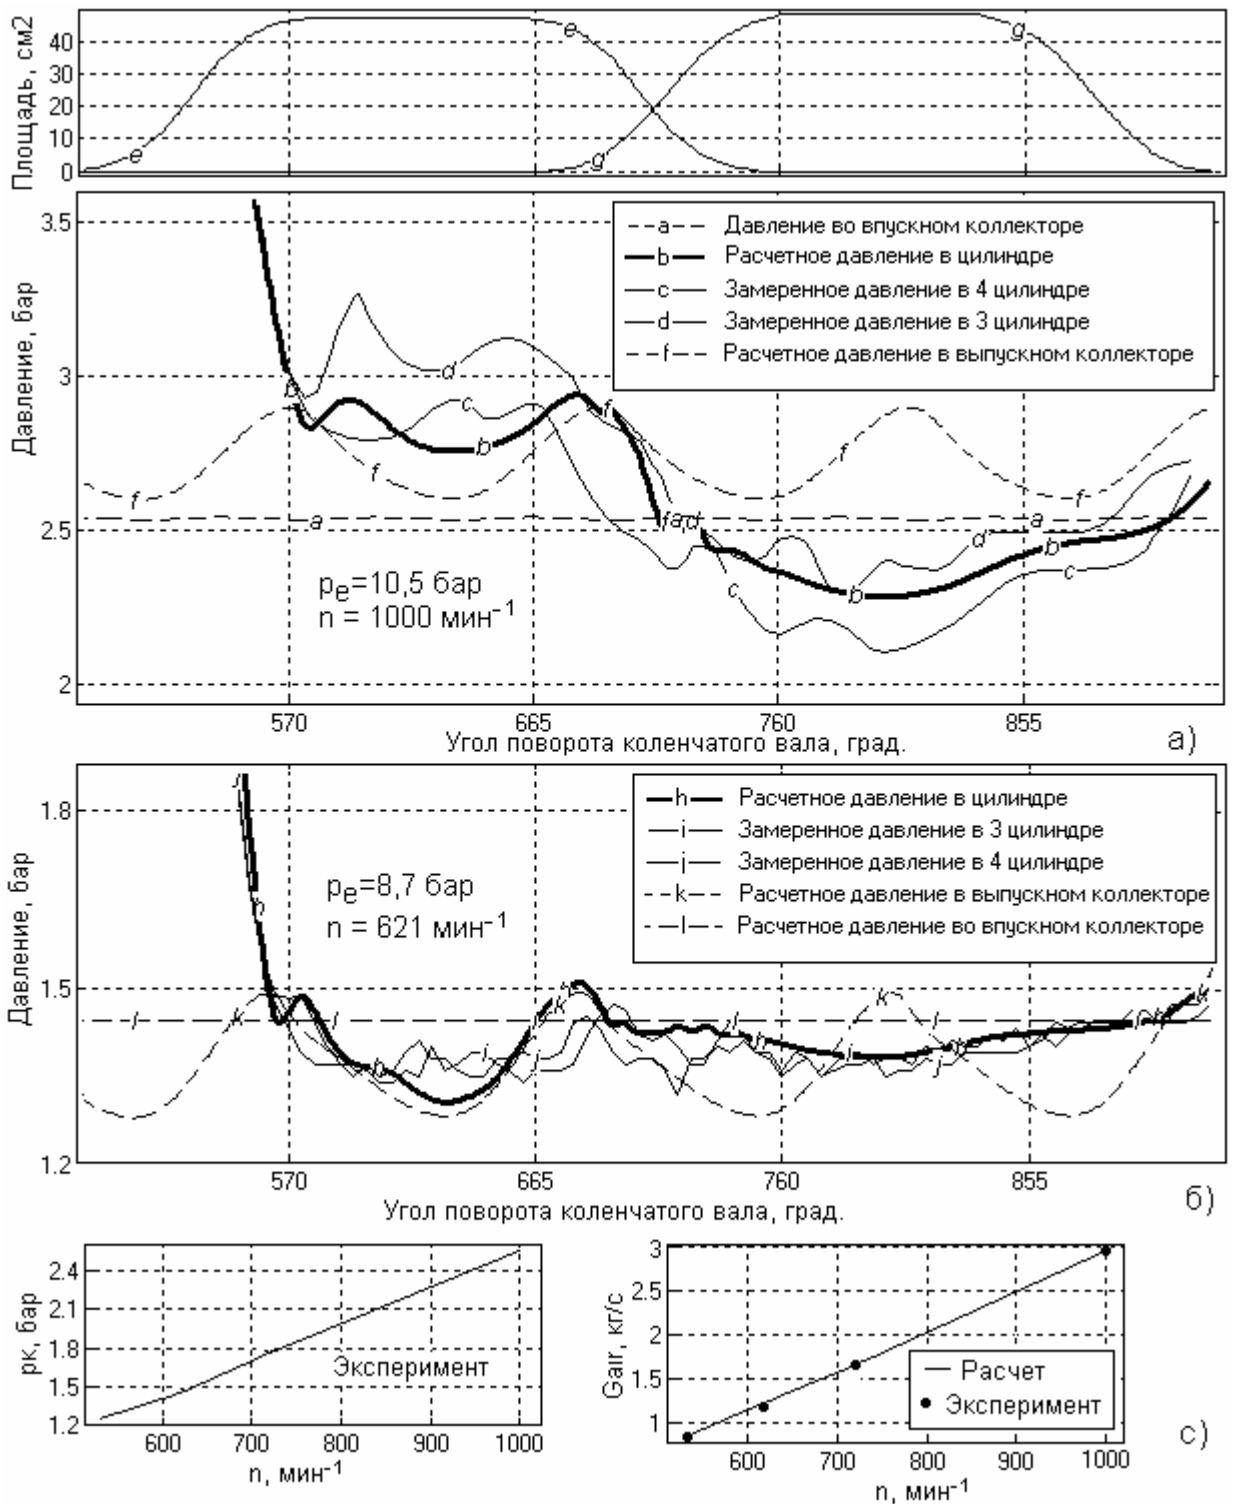 Площадь, см2
40
30
20
10
0
e
e
g
g
Давление, бар
3.5
3
2.5
2
--a-- Давление во впускном коллекторе
b Расчетное давление в цилиндре
c Замеренное давление в 4 цилиндре
d Замеренное давление в 3 цилиндре
--f-- Расчетное давление в выпускном коллекторе
pe=10,5 бар
n = 1000 мин-1
570 665 760 855
Угол поворота коленчатого вала, град.
а)
Давление, бар
1.8
1.5
1.2
h Расчетное давление в цилиндре
i Замеренное давление в 3 цилиндре
j Замеренное давление в 4 цилиндре
--k-- Расчетное давление в выпускном коллекторе
l Расчетное давление во впускном коллекторе
pe=8,7 бар
n = 621 мин-1
570 665 760 855
Угол поворота коленчатого вала, град.
б)
рк, бар
2.4
2.1
1.8
1.5
1.2
Эксперимент
600 700 800 900 1000
n, мин-1
Gair, кг/с
3
2.5
2
1.5
1
Расчет
Эксперимент
600 700 800 900 1000
n, мин-1
с)